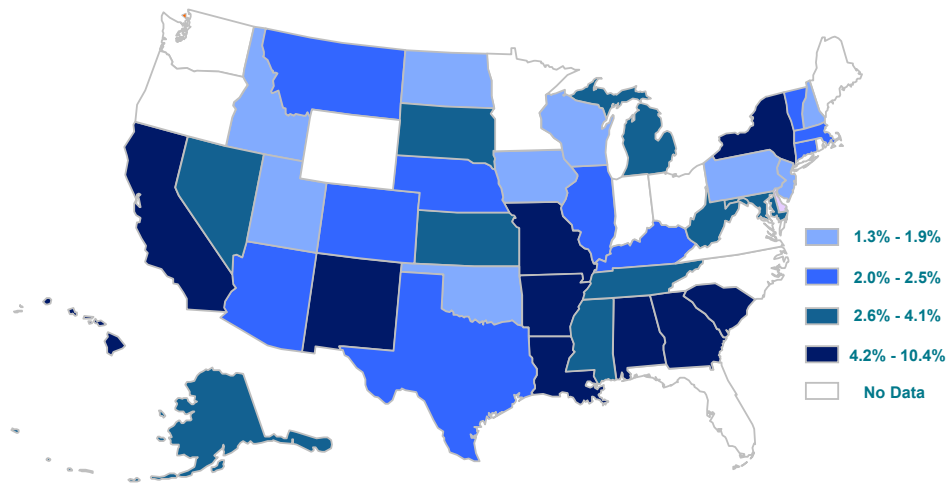 1.3% - 1.9%
2.0% - 2.5%
2.6% - 4.1%
4.2% - 10.4%
No Data